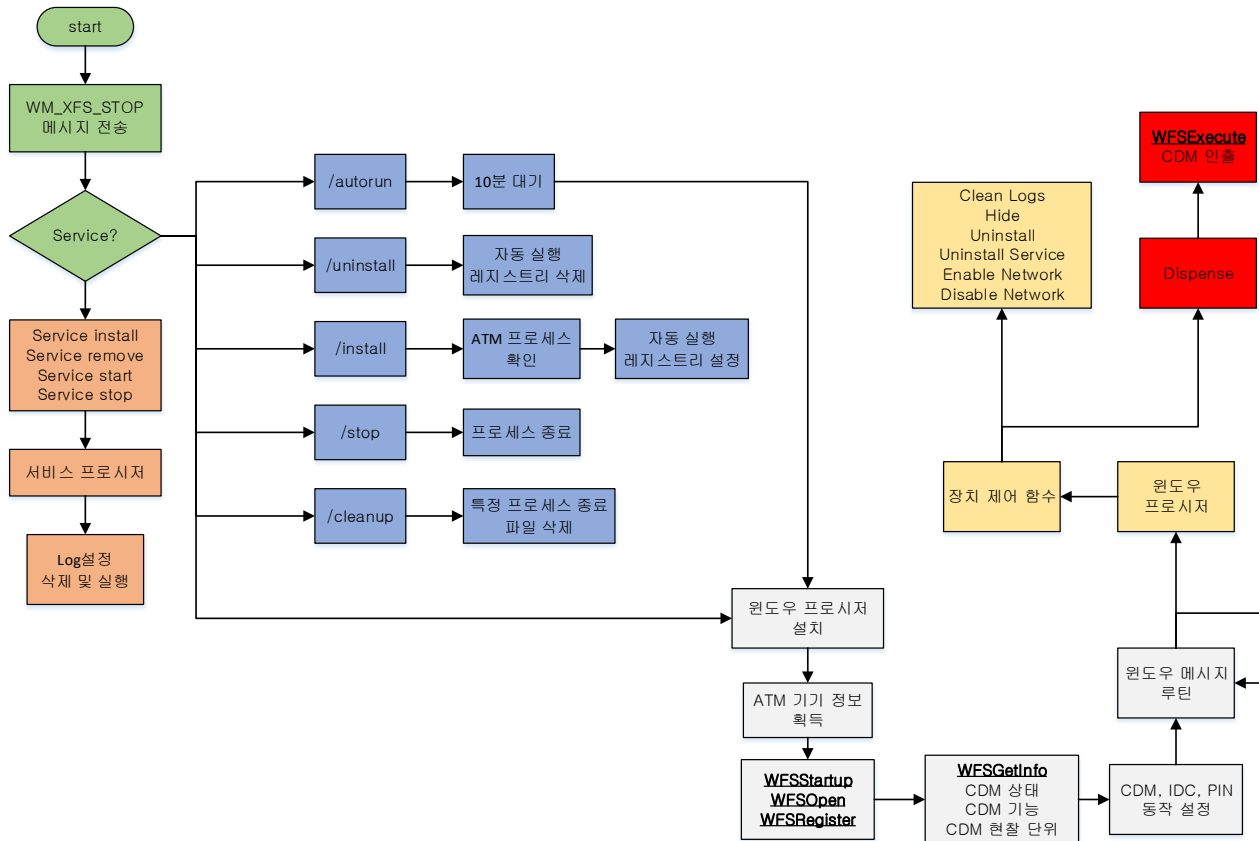 start
WM_XFS_STOP
메시지 전송
Service?
Service install
Service remove
Service start
Service stop
서비스 프로시저
Log설정
삭제 및 실행
/autorun
10분 대기
/uninstall
자동 실행
레지스트리 삭제
/install
ATM 프로세스
확인
자동 실행
레지스트리 설정
/stop
프로세스 종료
/cleanup
특정 프로세스 종료
파일 삭제
윈도우 프로시저
설치
ATM 기기 정보
획득
WFSStartup
WFSOpen
WFSRegister
WFSGetInfo
CDM 상태
CDM 기능
CDM 현찰 단위
CDM, IDC, PIN
동작 설정
윈도우 메시지
루틴
윈도우
프로시저
장치 제어 함수
Clean Logs
Hide
Uninstall
Uninstall Service
Enable Network
Disable Network
Dispense
WFSExecute
CDM 인출